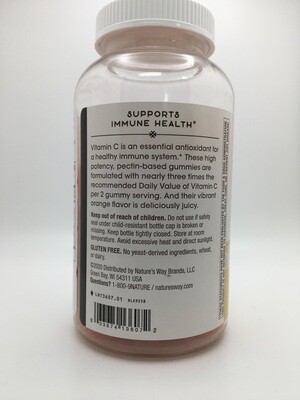 SUPPORTS
IMMUNE HEALTH*
Vitamin C is an essential antioxidant for
a healthy immune system.* These high
potency, pectin-based gummies are
formulated with nearly three times the
recommended Daily Value of Vitamin C
per 2 gummy serving. And their vibrant
orange flavor is deliciously juicy.
Keep out of reach of children. Do not use if safety
seal under child-resistant bottle cap is broken or
missing. Keep bottle tightly closed. Store at room
temperature. Avoid excessive heat and direct sunlight.
GLUTEN FREE. No yeast-derived ingredients, wheat,
or dairy.
©2020 Distributed by Nature's Way Brands, LLC
Green Bay, WI 54311 USA
Questions? 1-800-9NATURE / naturesway.com